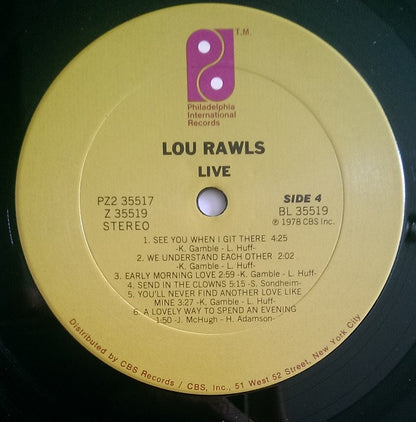 T.M.
Philadelphia
International
Records
LOU RAWLS
LIVE
PZ2 35517
Z 35519
STEREO
SIDE 4
BL 35519
℗ 1978 CBS Inc.
1. SEE YOU WHEN I GIT THERE 4:25
-K. Gamble - L. Huff-
2. WE UNDERSTAND EACH OTHER 2:02
-K. Gamble - L. Huff-
3. EARLY MORNING LOVE 2:59 -K. Gamble - L. Huff-
4. SEND IN THE CLOWNS 5:15 -S. Sondheim-
5. YOU'LL NEVER FIND ANOTHER LOVE LIKE
MINE 3:27 -K. Gamble - L. Huff-
6. A LOVELY WAY TO SPEND AN EVENING
1:50 -J. McHugh - H. Adamson-
Distributed by CBS Records / CBS, Inc., 51 West 52 Street, New York City